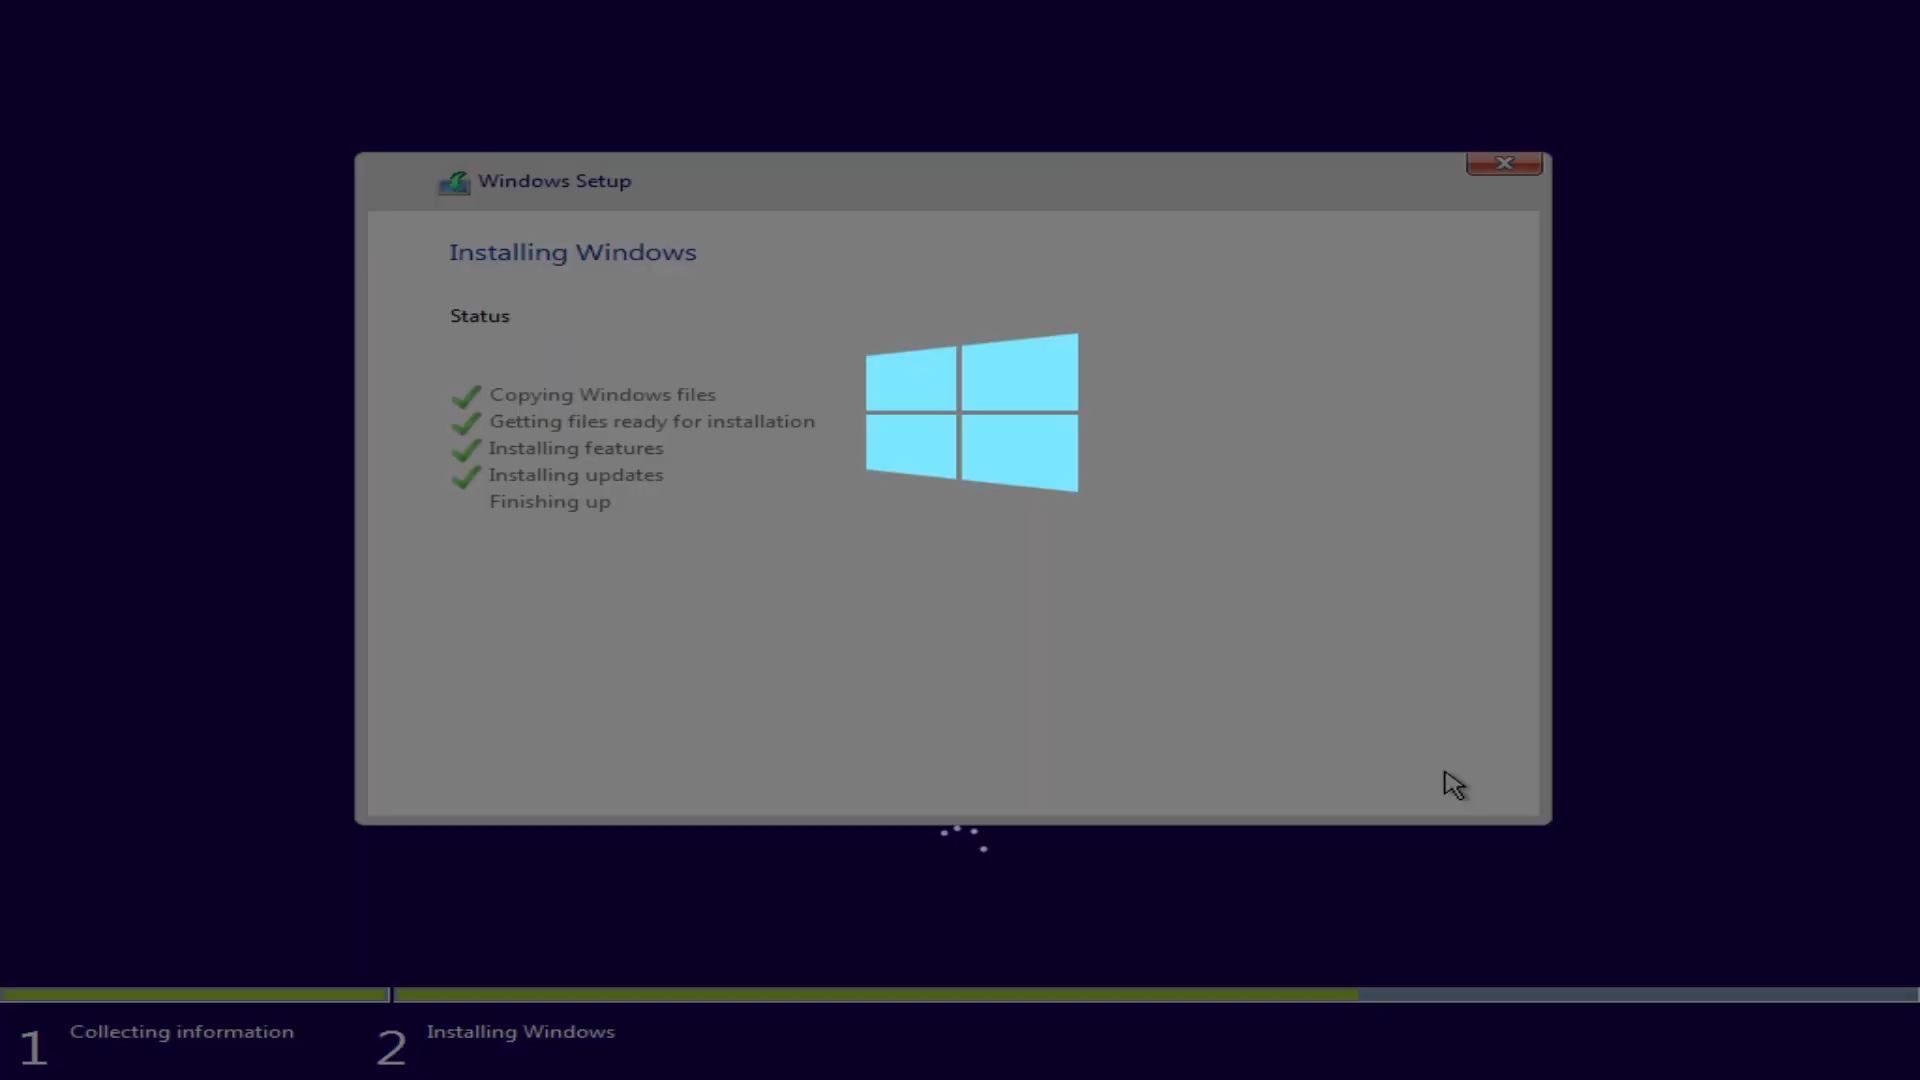 Windows Setup
Installing Windows
Status
Copying Windows files
Getting files ready for installation
Installing features
Installing updates
Finishing up
1 Collecting information
2 Installing Windows